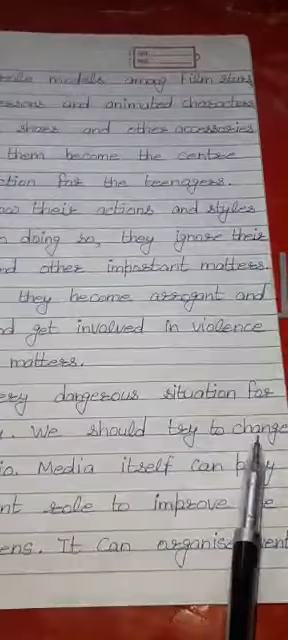 role models among Film stars
and animated characters
shoes and other accessories
them become the centre
for the teenagers.
their actions and styles
doing so, they ignore their
other important matters.
they become arrogant and
get involved in violence
matters.
dangerous situation for
We should try to change
Media itself can
role to improve
It can